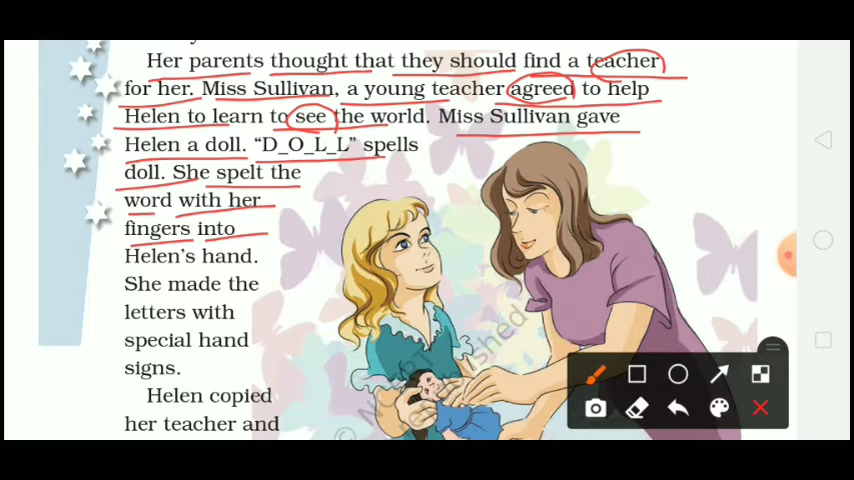 Her parents thought that they should find a teacher
for her. Miss Sullivan, a young teacher agreed to help
Helen to learn to see the world. Miss Sullivan gave
Helen a doll. “D_O_L_L” spells
doll. She spelt the
word with her
fingers into
Helen's hand.
She made the
letters with
special hand
signs.
Helen copied
her teacher and